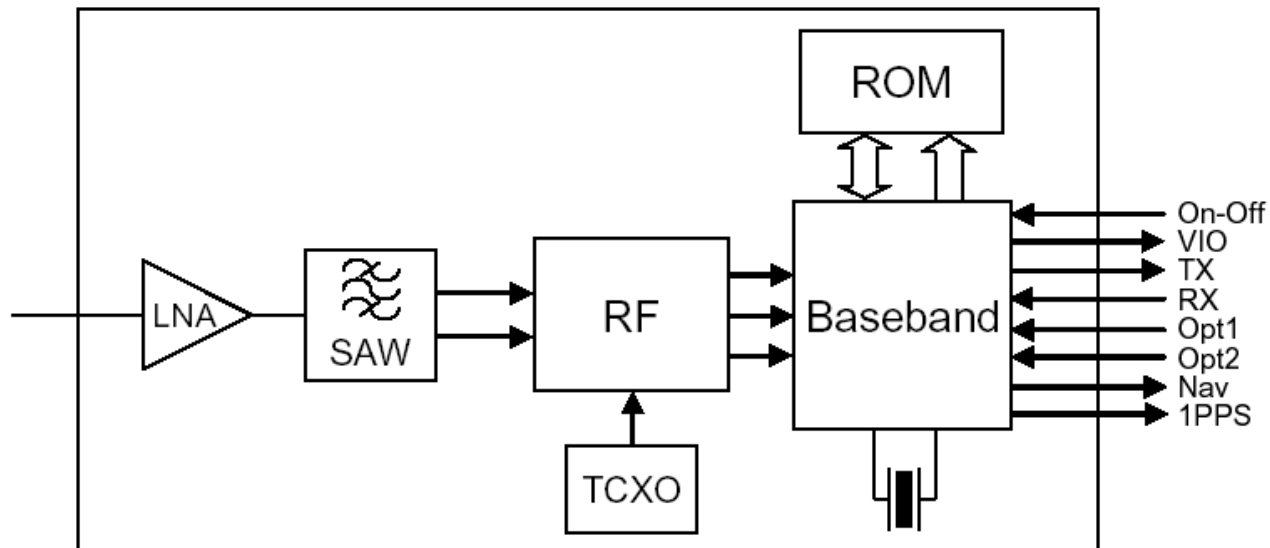 ROM
On-Off
VIO
TX
RX
Opt1
Opt2
Nav
1PPS
LNA
SAW
RF
Baseband
TCXO